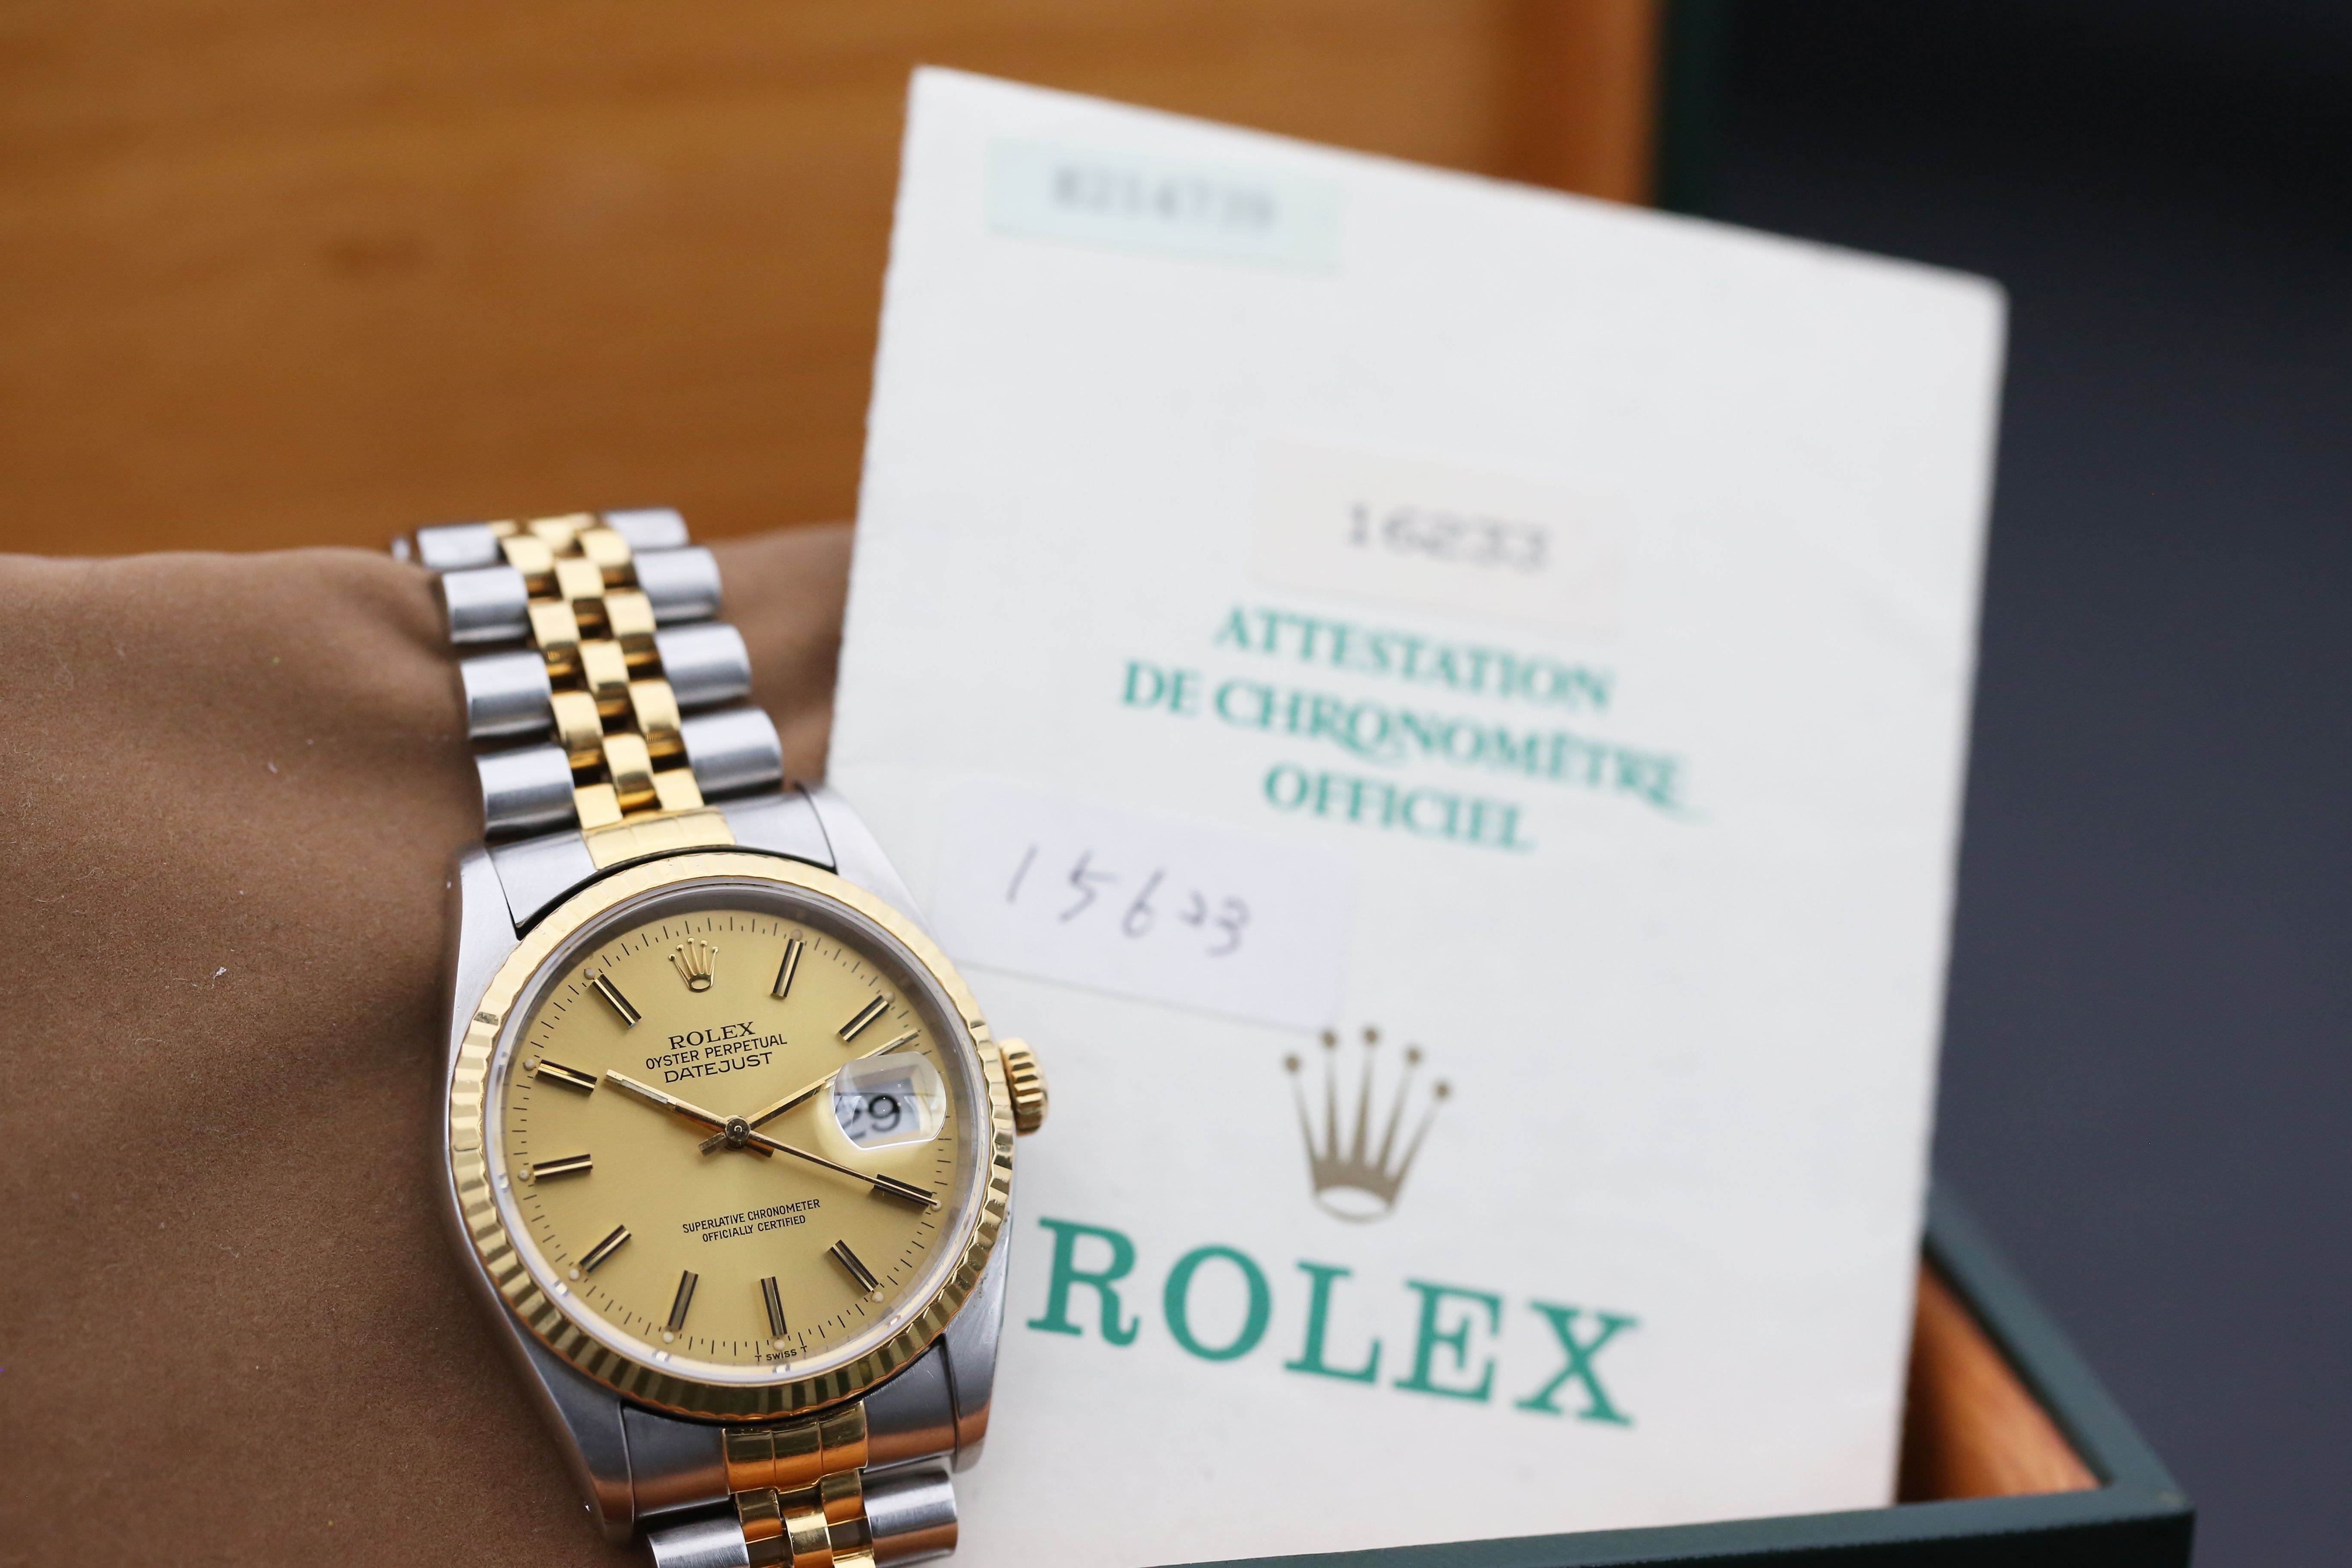 16233
ATTESTATION
DE CHRONOMÈTRE
OFFICIEL
15623
ROLEX
ROLEX
OYSTER PERPETUAL
DATEJUST
29
SUPERLATIVE CHRONOMETER
OFFICIALLY CERTIFIED
T SWISS T